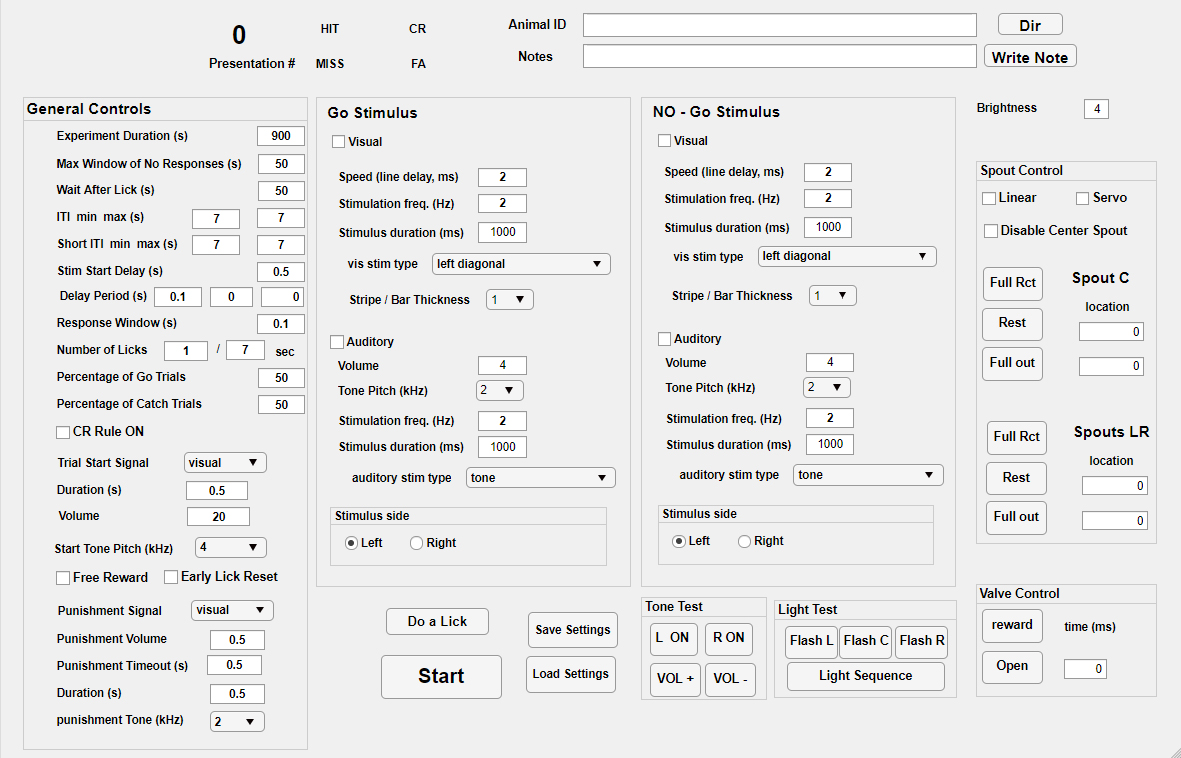 0 HIT CR Animal ID Dir
Presentation # MISS FA Notes Write Note
General Controls
Experiment Duration (s) 900
Max Window of No Responses (s) 50
Wait After Lick (s) 50
ITI min max (s) 7 7
Short ITI min max (s) 7 7
Stim Start Delay (s) 0.5
Delay Period (s) 0.1 0 0
Response Window (s) 0.1
Number of Licks 1 / 7 sec
Percentage of Go Trials 50
Percentage of Catch Trials 50
CR Rule ON
Trial Start Signal visual
Duration (s) 0.5
Volume 20
Start Tone Pitch (kHz) 4
Free Reward Early Lick Reset
Punishment Signal visual
Punishment Volume 0.5
Punishment Timeout (s) 0.5
Duration (s) 0.5
punishment Tone (kHz) 2
Go Stimulus
Visual
Speed (line delay, ms) 2
Stimulation freq. (Hz) 2
Stimulus duration (ms) 1000
vis stim type left diagonal
Stripe / Bar Thickness 1
Auditory
Volume 4
Tone Pitch (kHz) 2
Stimulation freq. (Hz) 2
Stimulus duration (ms) 1000
auditory stim type tone
Stimulus side
Left Right
NO - Go Stimulus
Visual
Speed (line delay, ms) 2
Stimulation freq. (Hz) 2
Stimulus duration (ms) 1000
vis stim type left diagonal
Stripe / Bar Thickness 1
Auditory
Volume 4
Tone Pitch (kHz) 2
Stimulation freq. (Hz) 2
Stimulus duration (ms) 1000
auditory stim type tone
Stimulus side
Left Right
Brightness 4
Spout Control
Linear Servo
Disable Center Spout
Full Rct Spout C
location
Rest 0
Full out 0
Full Rct Spouts LR
location
Rest 0
Full out 0
Do a Lick Save Settings
Start Load Settings
Tone Test
L ON R ON
VOL + VOL -
Light Test
Flash L Flash C Flash R
Light Sequence
Valve Control
reward time (ms)
Open 0